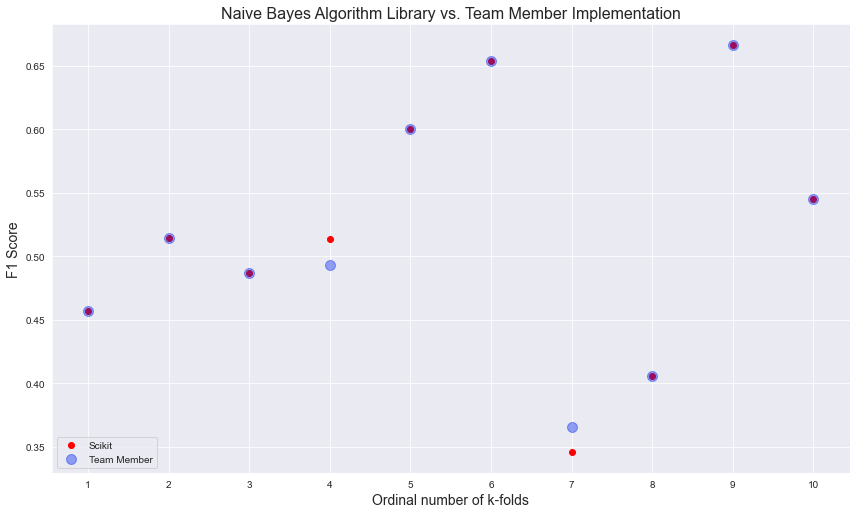 Naive Bayes Algorithm Library vs. Team Member Implementation
F1 Score
0.65
0.60
0.55
0.50
0.45
0.40
0.35
Scikit
Team Member
1 2 3 4 5 6 7 8 9 10
Ordinal number of k-folds